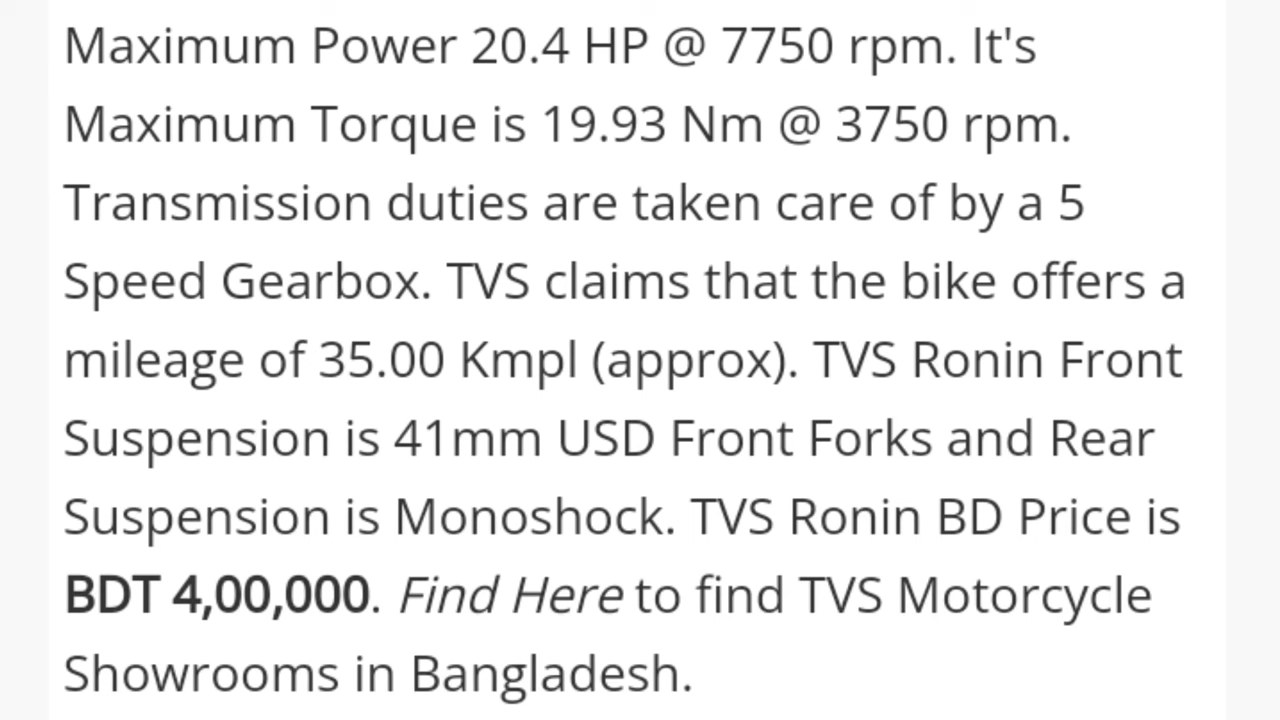 Maximum Power 20.4 HP @ 7750 rpm. It's
Maximum Torque is 19.93 Nm @ 3750 rpm.
Transmission duties are taken care of by a 5
Speed Gearbox. TVS claims that the bike offers a
mileage of 35.00 Kmpl (approx). TVS Ronin Front
Suspension is 41mm USD Front Forks and Rear
Suspension is Monoshock. TVS Ronin BD Price is
BDT 4,00,000. Find Here to find TVS Motorcycle
Showrooms in Bangladesh.